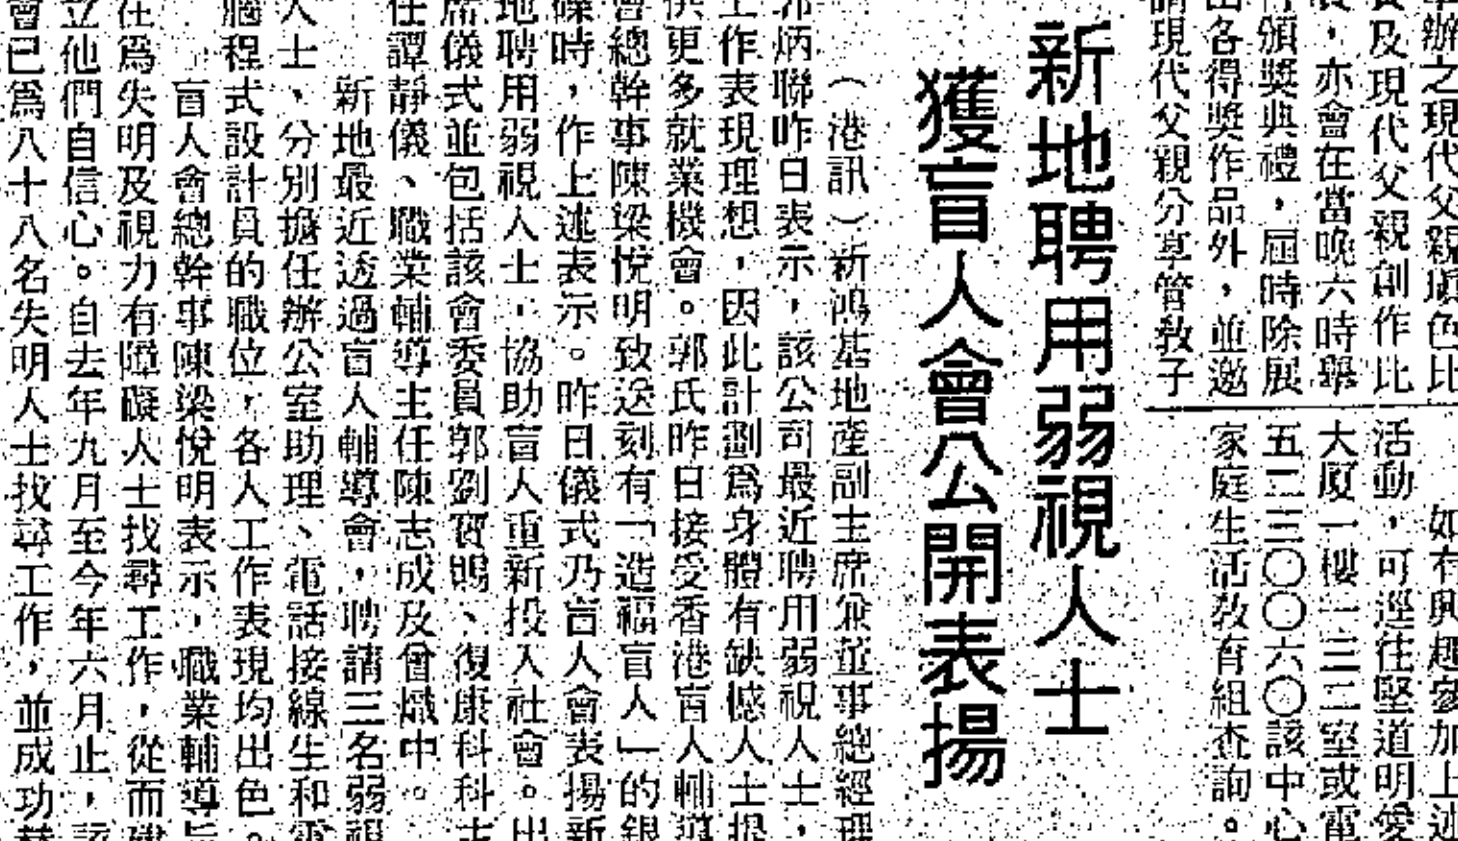 辦之現代父親填色比
及現代父親創作比
，亦會在當晚六時舉
頒獎典禮，屆時除展
出各得獎作品外，並邀
請現代父親分享管教子
如有興趣參加上述
活動，可逕往堅道明愛
大廈一樓一三二室或電
五二三〇〇六〇該中心
家庭生活教育組查詢。
新地聘用弱視人士
獲盲人會公開表揚
（港訊）新鴻基地產副主席兼董事總經理
郭炳聯昨日表示，該公司最近聘用弱視人士，
工作表現理想，因此計劃爲身體有缺憾人士提
供更多就業機會。郭氏昨日接受香港盲人輔導
會總幹事陳梁悅明致送刻有「造福盲人」的銀
碟時，作上述表示。昨日儀式乃盲人會表揚新
地聘用弱視人士，協助盲人重新投入社會。出
席儀式並包括該會委員郭劉寶賜、復康科科主
任譚靜儀、職業輔導主任陳志成及曾熾中。
新地最近透過盲人輔導會，聘請三名弱視
人士，分別擔任辦公室助理、電話接線生和電
腦程式設計員的職位，各人工作表現均出色。
盲人會總幹事陳梁悅明表示，職業輔導旨
在爲失明及視力有障礙人士找尋工作，從而建
立他們自信心。自去年九月至今年六月止，該
會已爲八十八名失明人士找尋工作，並成功